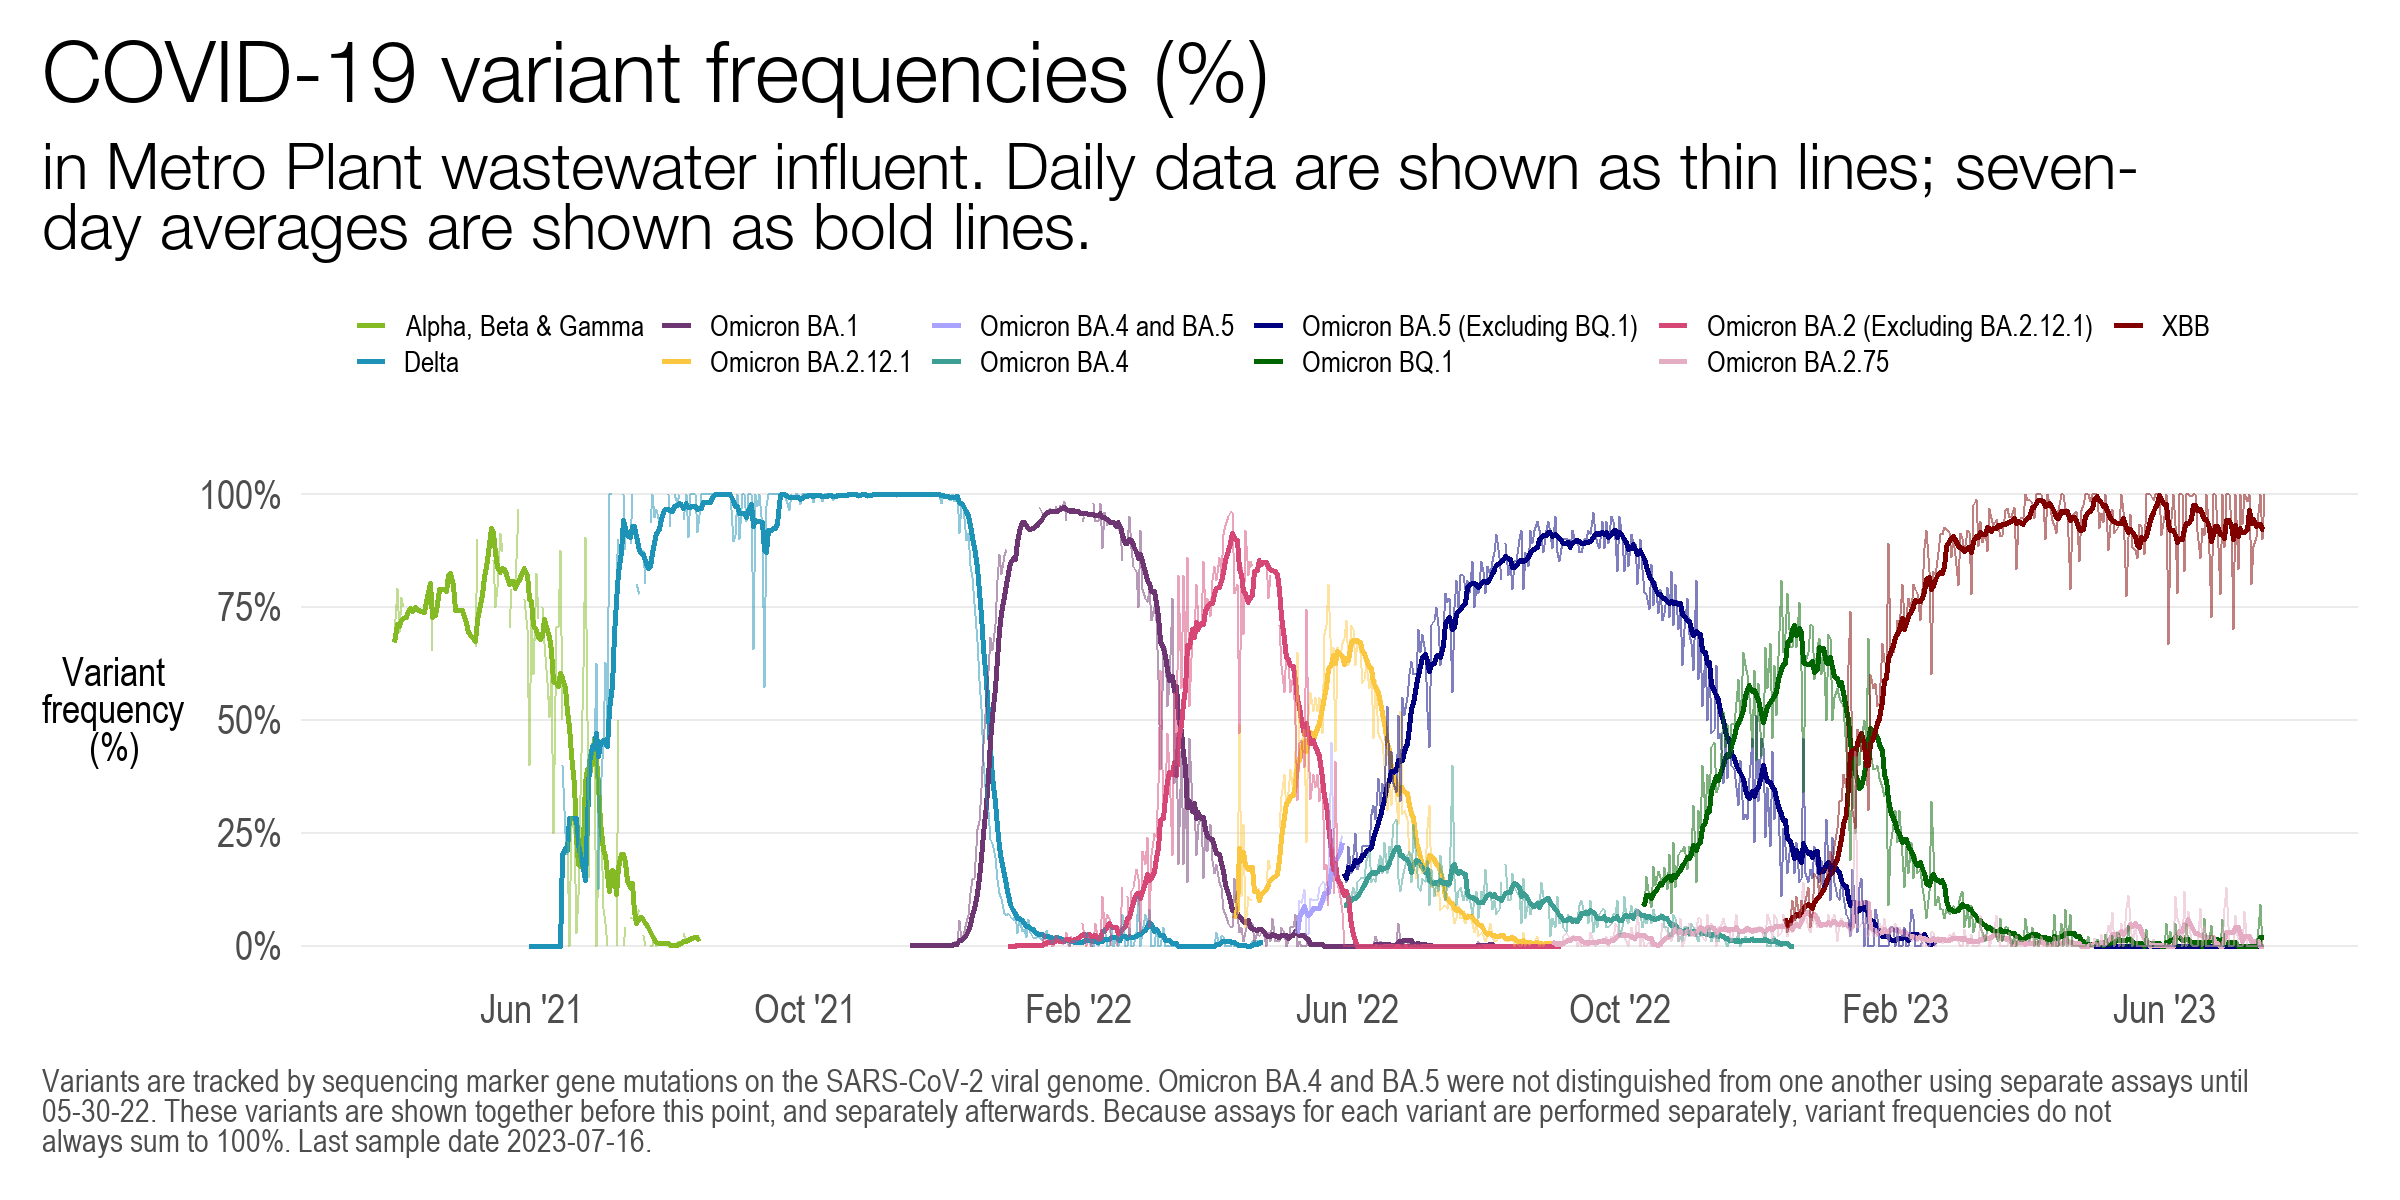 COVID-19 variant frequencies (%)
in Metro Plant wastewater influent. Daily data are shown as thin lines; seven-
day averages are shown as bold lines.
Alpha, Beta & Gamma
Omicron BA.1
Omicron BA.4 and BA.5
Omicron BA.5 (Excluding BQ.1)
Omicron BA.2 (Excluding BA.2.12.1)
XBB
Delta
Omicron BA.2.12.1
Omicron BA.4
Omicron BQ.1
Omicron BA.2.75
100%
75%
Variant
frequency
(%)
50%
25%
0%
Jun '21
Oct '21
Feb '22
Jun '22
Oct '22
Feb '23
Jun '23
Variants are tracked by sequencing marker gene mutations on the SARS-CoV-2 viral genome. Omicron BA.4 and BA.5 were not distinguished from one another using separate assays until
05-30-22. These variants are shown together before this point, and separately afterwards. Because assays for each variant are performed separately, variant frequencies do not
always sum to 100%. Last sample date 2023-07-16.